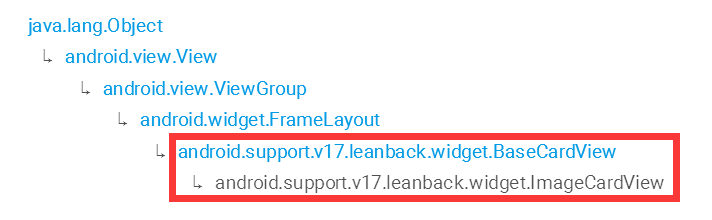 java.lang.Object
↳ android.view.View
↳ android.view.ViewGroup
↳ android.widget.FrameLayout
↳ android.support.v17.leanback.widget.BaseCardView
↳ android.support.v17.leanback.widget.ImageCardView